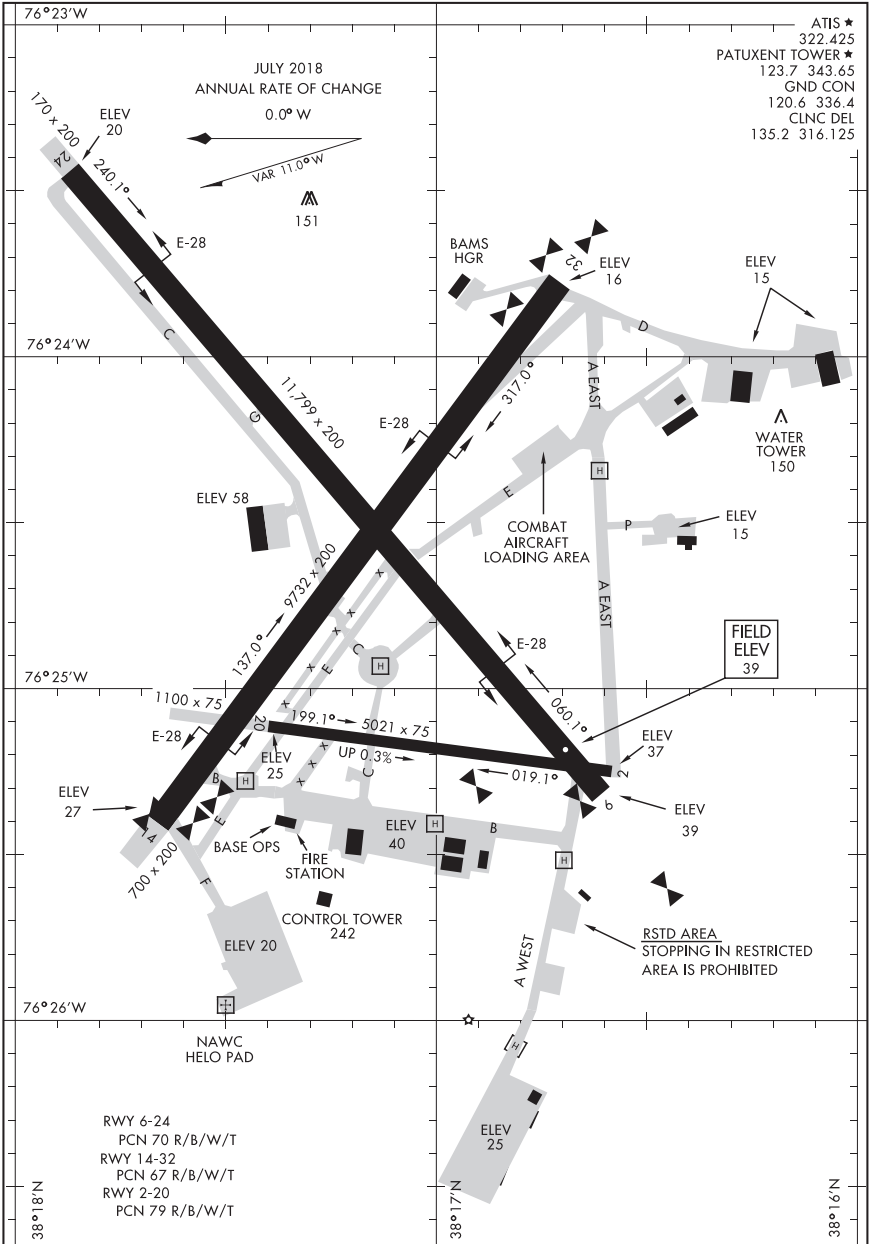 76°23'W
ATIS ★
322.425
PATUXENT TOWER ★
123.7 343.65
GND CON
120.6 336.4
CLNC DEL
135.2 316.125
JULY 2018
ANNUAL RATE OF CHANGE
0.0° W
VAR 11.0° W
151
170 x 200
ELEV
20
24
240.1°
E-28
BAMS
HGR
32
ELEV
16
ELEV
15
D
76°24'W
C
G
11,799 x 200
317.0°
E-28
A EAST
WATER
TOWER
150
H
E
COMBAT
AIRCRAFT
LOADING AREA
ELEV 58
P
ELEV
15
137.0°
9732 x 200
A EAST
x
x
x
x
C
E
H
E-28
060.1°
FIELD
ELEV
39
76°25'W
1100 x 75
20
199.1°
5021 x 75
UP 0.3%
E-28
ELEV
25
C
019.1°
2
ELEV
37
x
x
x
x
B
H
ELEV
27
14
E
6
ELEV
39
700 x 200
BASE OPS
FIRE
STATION
ELEV
40
H
B
H
F
CONTROL TOWER
242
ELEV 20
A WEST
RSTD AREA
STOPPING IN RESTRICTED
AREA IS PROHIBITED
76°26'W
NAWC
HELO PAD
H
ELEV
25
RWY 6-24
PCN 70 R/B/W/T
RWY 14-32
PCN 67 R/B/W/T
RWY 2-20
PCN 79 R/B/W/T
38°18'N
38°17'N
38°16'N